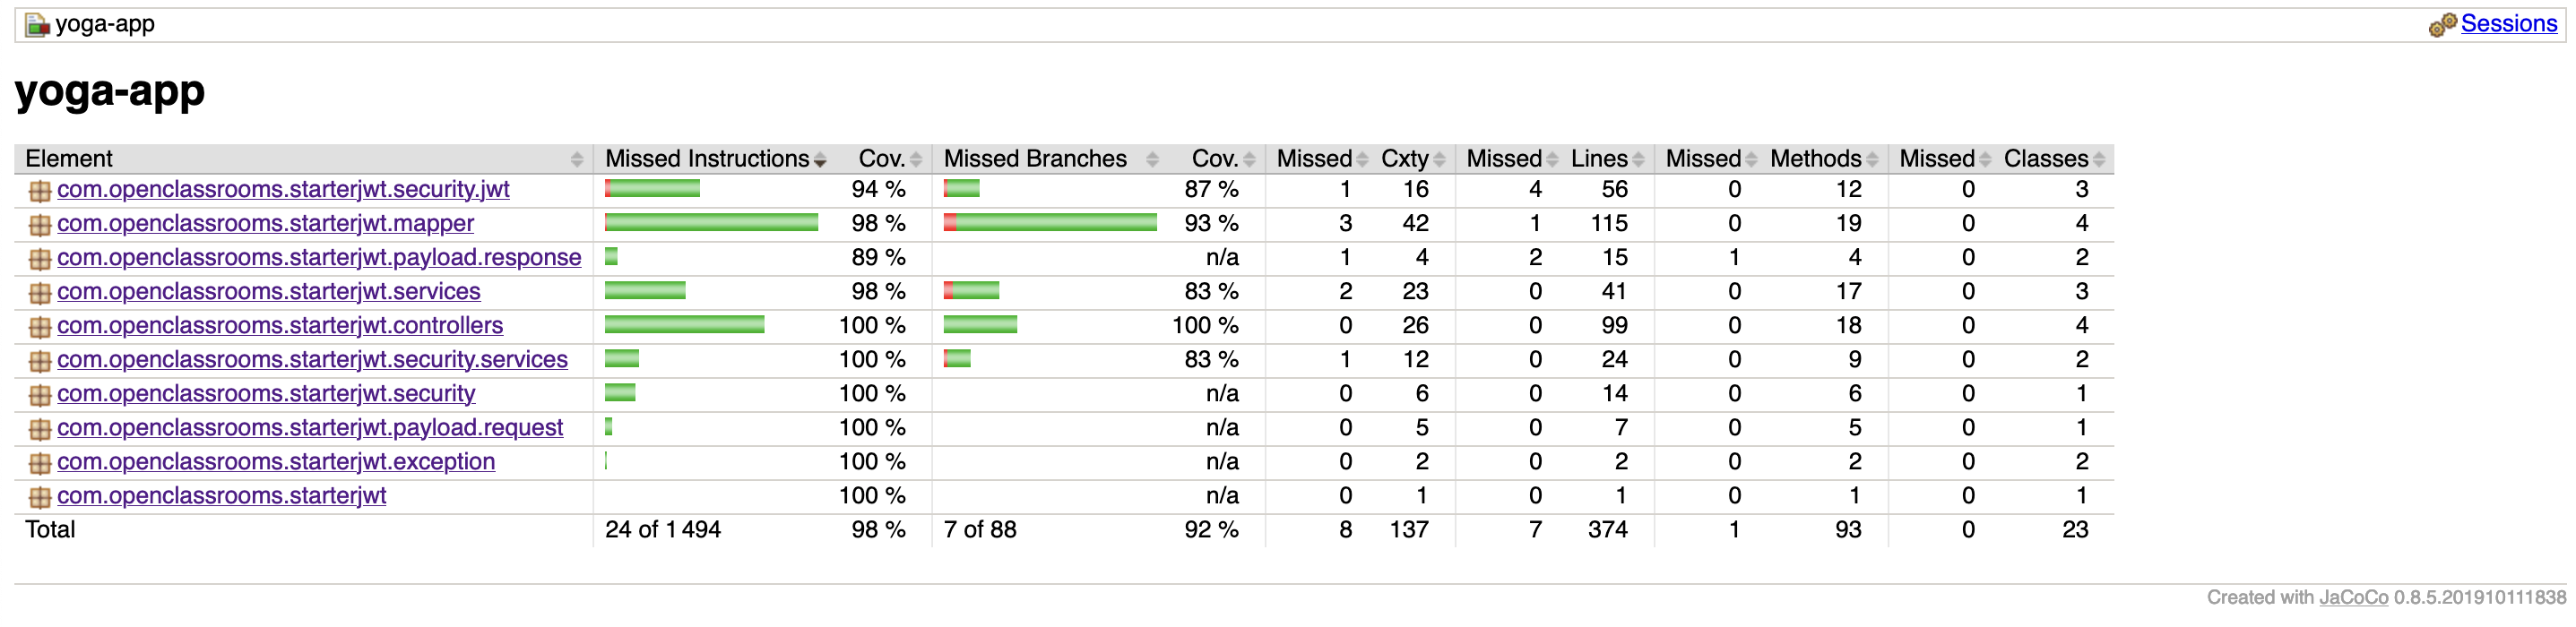 yoga-app Sessions
yoga-app
Element Missed Instructions Cov. Missed Branches Cov. Missed Cxty Missed Lines Missed Methods Missed Classes
com.openclassrooms.starterjwt.security.jwt 94 % 87 % 1 16 4 56 0 12 0 3
com.openclassrooms.starterjwt.mapper 98 % 93 % 3 42 1 115 0 19 0 4
com.openclassrooms.starterjwt.payload.response 89 % n/a 1 4 2 15 1 4 0 2
com.openclassrooms.starterjwt.services 98 % 83 % 2 23 0 41 0 17 0 3
com.openclassrooms.starterjwt.controllers 100 % 100 % 0 26 0 99 0 18 0 4
com.openclassrooms.starterjwt.security.services 100 % 83 % 1 12 0 24 0 9 0 2
com.openclassrooms.starterjwt.security 100 % n/a 0 6 0 14 0 6 0 1
com.openclassrooms.starterjwt.payload.request 100 % n/a 0 5 0 7 0 5 0 1
com.openclassrooms.starterjwt.exception 100 % n/a 0 2 0 2 0 2 0 2
com.openclassrooms.starterjwt 100 % n/a 0 1 0 1 0 1 0 1
Total 24 of 1 494 98 % 7 of 88 92 % 8 137 7 374 1 93 0 23
Created with JaCoCo 0.8.5.201910111838